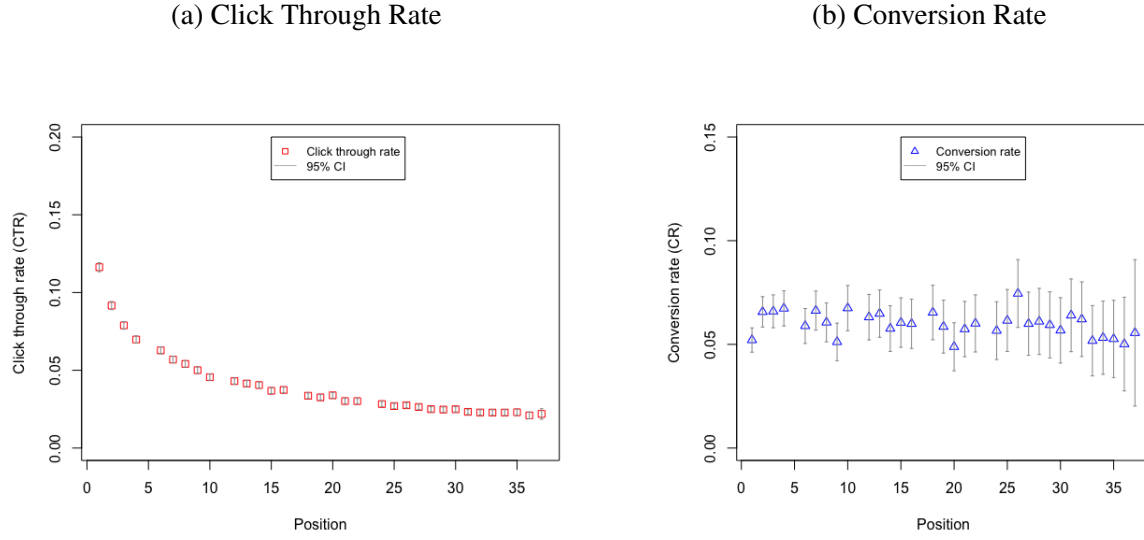 (a) Click Through Rate
Click through rate
95% CI
Click through rate (CTR)
0.00
0.05
0.10
0.15
0.20
0 5 10 15 20 25 30 35
Position
(b) Conversion Rate
Conversion rate
95% CI
Conversion rate (CR)
0.00
0.05
0.10
0.15
0 5 10 15 20 25 30 35
Position